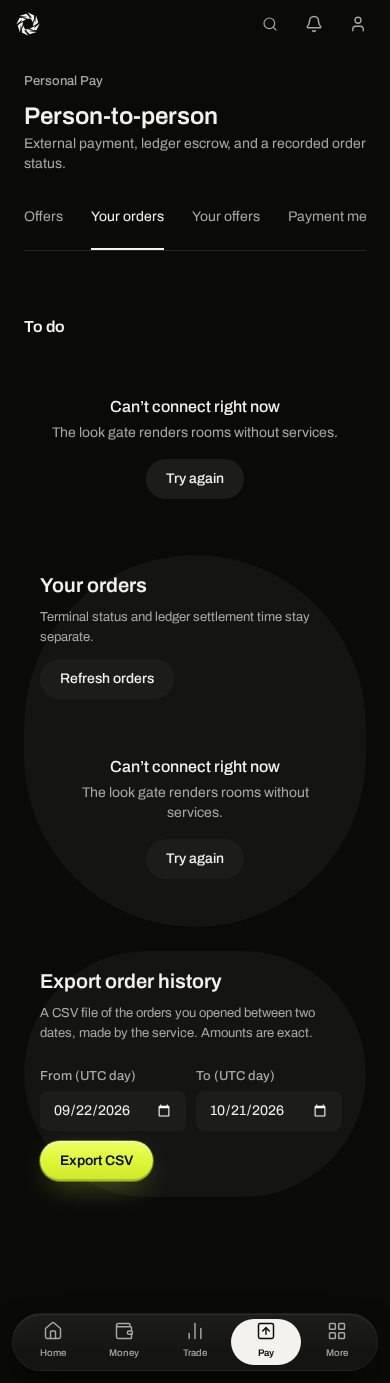 Personal Pay
Person-to-person
External payment, ledger escrow, and a recorded order
status.
Offers Your orders Your offers Payment me
To do
Can’t connect right now
The look gate renders rooms without services.
Try again
Your orders
Terminal status and ledger settlement time stay
separate.
Refresh orders
Can’t connect right now
The look gate renders rooms without
services.
Try again
Export order history
A CSV file of the orders you opened between two
dates, made by the service. Amounts are exact.
From (UTC day) To (UTC day)
09/22/2026 10/21/2026
Export CSV
Home Money Trade Pay More